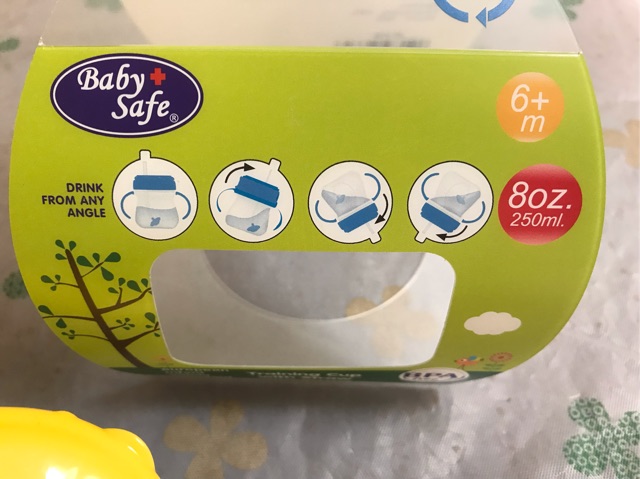 Baby
Safe®
6+
m
DRINK
FROM ANY
ANGLE
8oz.
250ml.
Training Cup